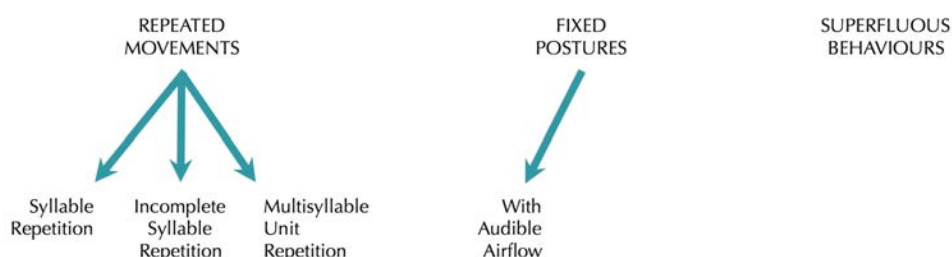 REPEATED
MOVEMENTS
FIXED
POSTURES
SUPERFLUOUS
BEHAVIOURS
Syllable
Repetition
Incomplete
Syllable
Repetition
Multisyllable
Unit
Repetition
With
Audible
Airflow